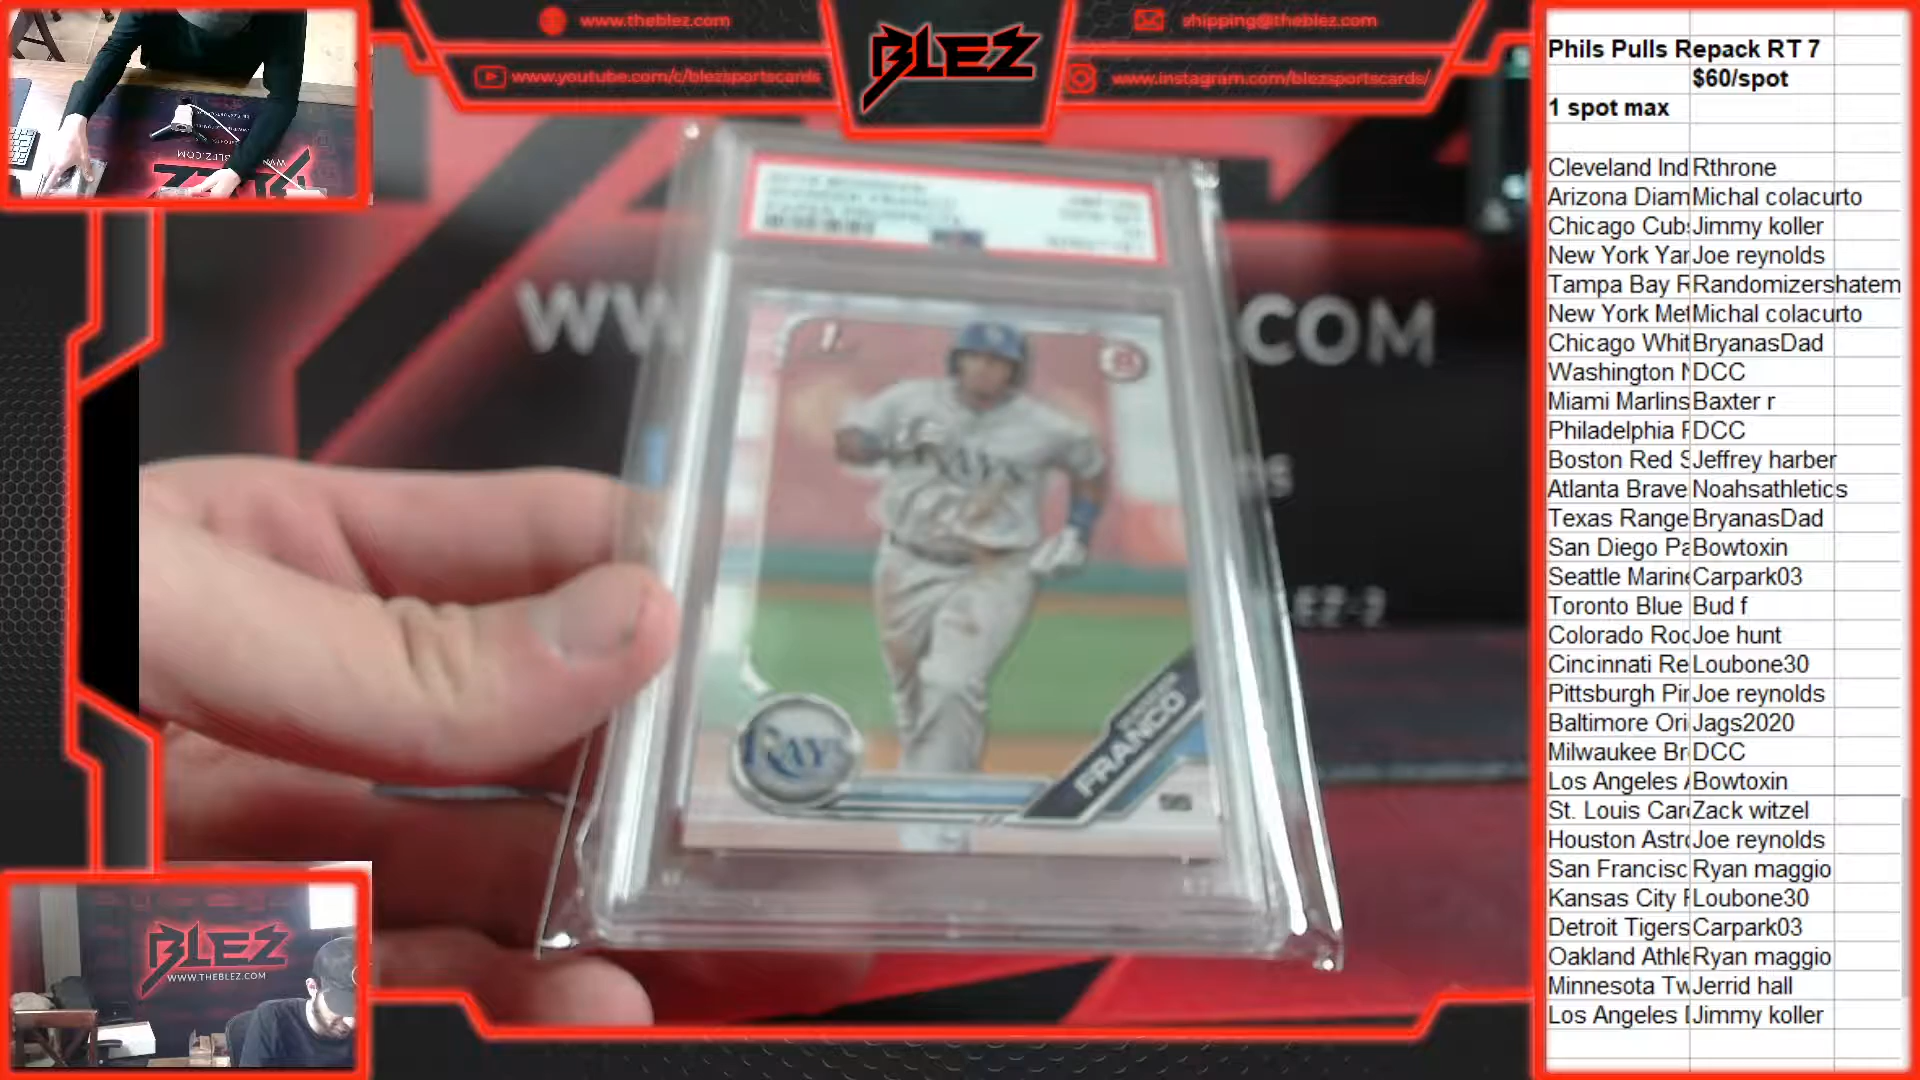 www.theblez.com
shipping@theblez.com
BLEZ
www.youtube.com/c/blezsportscards
www.instagram.com/blezsportscards/
Phils Pulls Repack RT 7
$60/spot
1 spot max
Cleveland Ind Rthrone
Arizona Diam Michal colacurto
Chicago Cub Jimmy koller
New York Yan Joe reynolds
Tampa Bay R Randomizershatem
New York Met Michal colacurto
Chicago Whit BryanasDad
Washington N DCC
Miami Marlins Baxter r
Philadelphia P DCC
Boston Red S Jeffrey harber
Atlanta Brave Noahsathletics
Texas Range BryanasDad
San Diego Pa Bowtoxin
Seattle Marine Carpark03
Toronto Blue Bud f
Colorado Roc Joe hunt
Cincinnati Re Loubone30
Pittsburgh Pir Joe reynolds
Baltimore Ori Jags2020
Milwaukee Br DCC
Los Angeles A Bowtoxin
St. Louis Car Zack witzel
Houston Astr Joe reynolds
San Francisc Ryan maggio
Kansas City R Loubone30
Detroit Tigers Carpark03
Oakland Athle Ryan maggio
Minnesota Tw Jerrid hall
Los Angeles D Jimmy koller
WW
.COM
RAYS
FRANCO
RAYS
BLEZ
WWW.THEBLEZ.COM